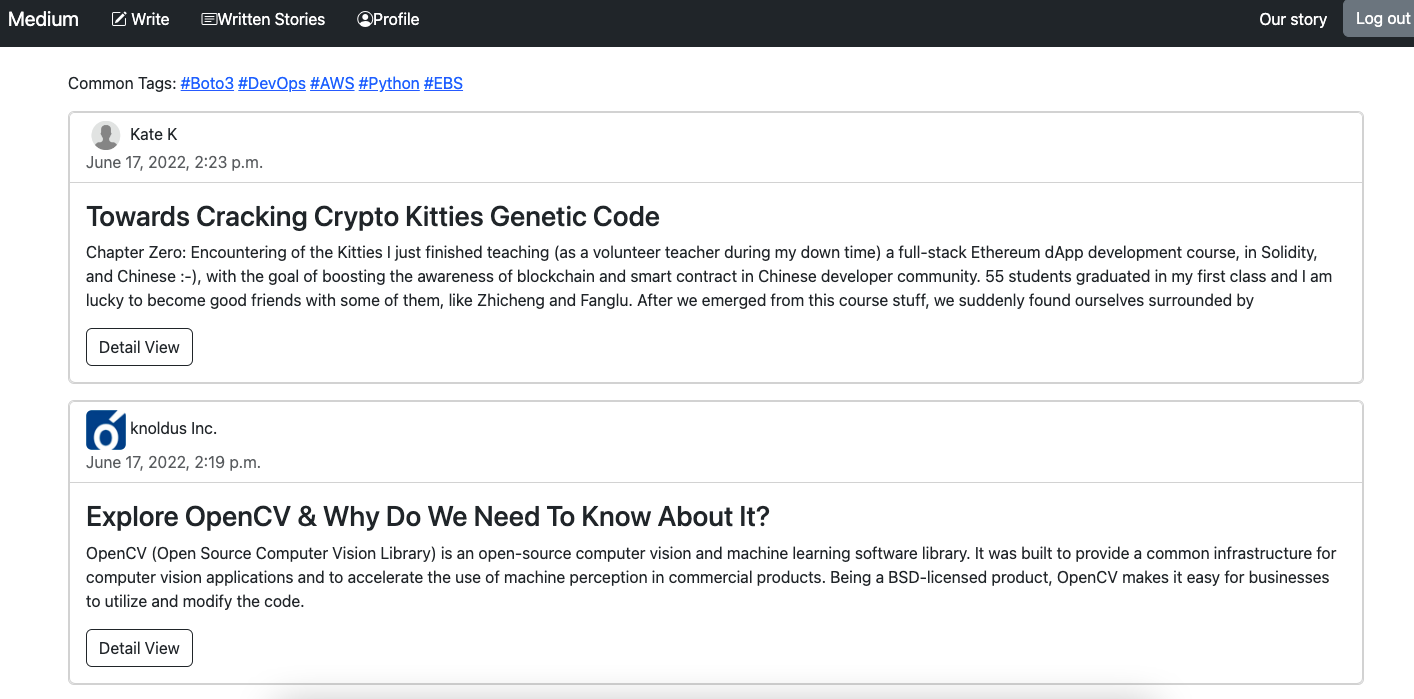 Medium Write Written Stories Profile Our story Log out
Common Tags: #Boto3 #DevOps #AWS #Python #EBS
Kate K
June 17, 2022, 2:23 p.m.
Towards Cracking Crypto Kitties Genetic Code
Chapter Zero: Encountering of the Kitties I just finished teaching (as a volunteer teacher during my down time) a full-stack Ethereum dApp development course, in Solidity,
and Chinese :-), with the goal of boosting the awareness of blockchain and smart contract in Chinese developer community. 55 students graduated in my first class and I am
lucky to become good friends with some of them, like Zhicheng and Fanglu. After we emerged from this course stuff, we suddenly found ourselves surrounded by
Detail View
knoldus Inc.
June 17, 2022, 2:19 p.m.
Explore OpenCV & Why Do We Need To Know About It?
OpenCV (Open Source Computer Vision Library) is an open-source computer vision and machine learning software library. It was built to provide a common infrastructure for
computer vision applications and to accelerate the use of machine perception in commercial products. Being a BSD-licensed product, OpenCV makes it easy for businesses
to utilize and modify the code.
Detail View